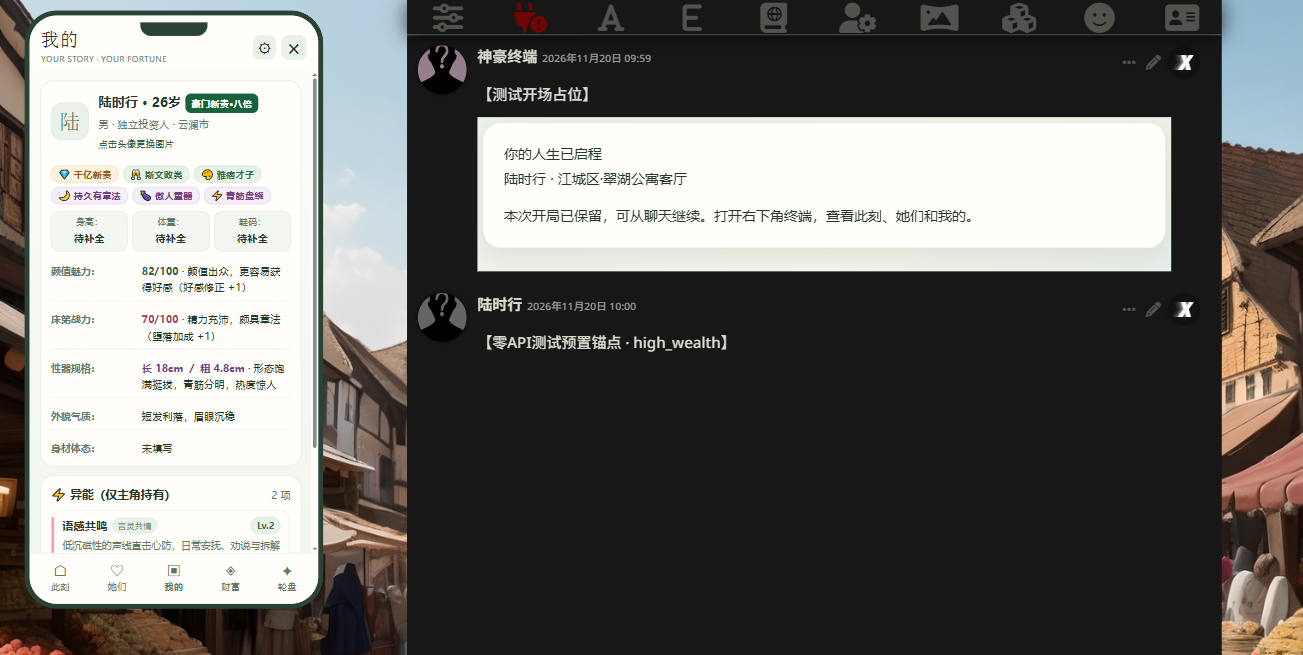 我的
YOUR STORY · YOUR FORTUNE
陆
陆时行 • 26岁 豪门新贵·八倍
男 · 独立投资人 · 云澜市
点击头像更换图片
千亿新贵 斯文败类 雅痞才子
持久有章法 傲人重器 青筋盘绕
身高: 体重: 鞋码:
待补全 待补全 待补全
颜值魅力: 82/100 · 颜值出众，更容易获
得好感（好感修正 +1）
床笫战力: 70/100 · 精力充沛，颇具章法
（堕落加成 +1）
性器规格: 长 18cm / 粗 4.8cm · 形态饱
满挺拔，青筋分明，热度惊人
外貌气质: 短发利落，眉眼沉稳
身材体态: 未填写
异能（仅主角持有） 2 项
语感共鸣 言灵共情 Lv.2
低沉磁性的声线直击心防，日常安抚、劝说与拆解
此刻 她们 我的 财富 轮盘
A E
神豪终端 2026年11月20日 09:59
【测试开场占位】
你的人生已启程
陆时行 · 江城区·翠湖公寓客厅
本次开局已保留，可从聊天继续。打开右下角终端，查看此刻、她们和我的。
陆时行 2026年11月20日 10:00
【零API测试预置锚点 · high_wealth】